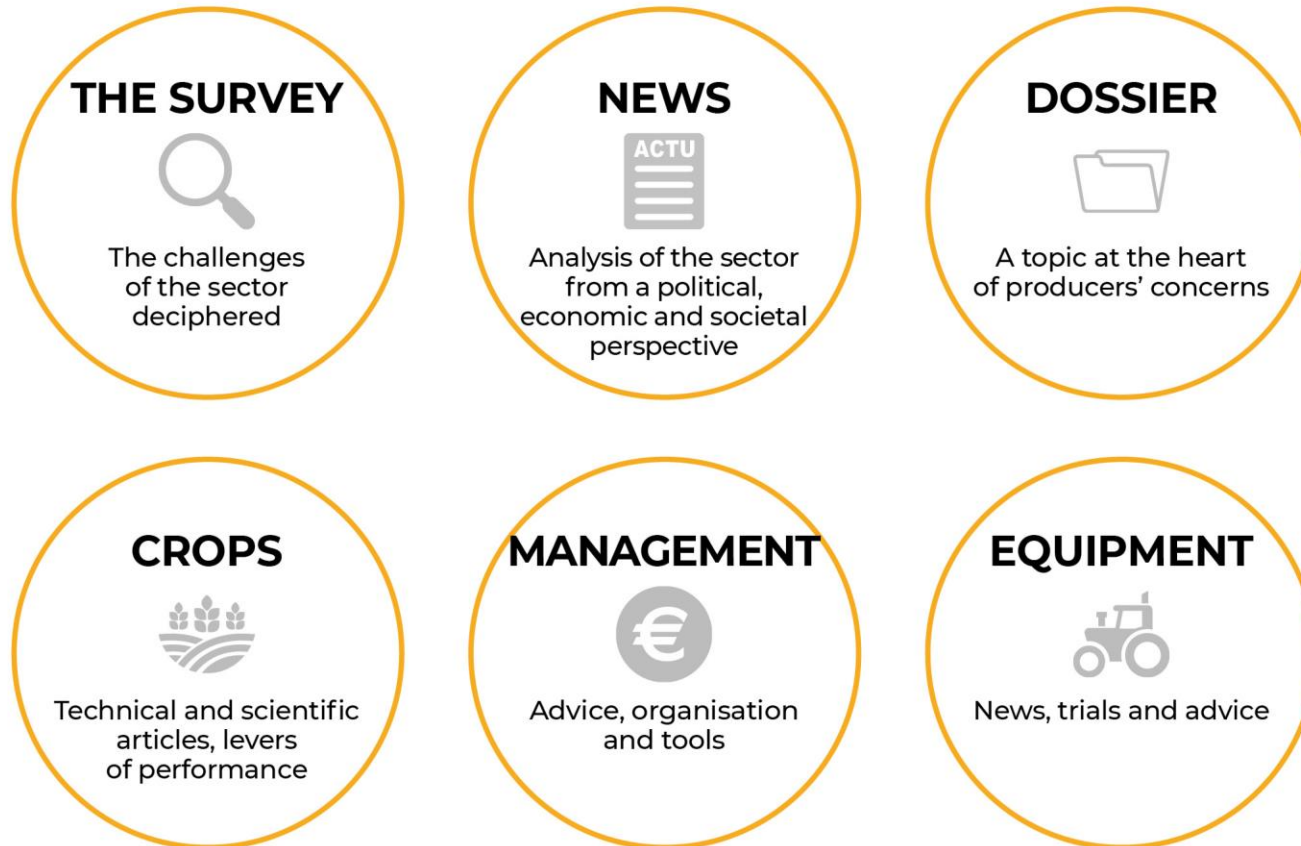 THE SURVEY
The challenges
of the sector
deciphered
NEWS
ACTU
Analysis of the sector
from a political,
economic and societal
perspective
DOSSIER
A topic at the heart
of producers’ concerns
CROPS
Technical and scientific
articles, levers
of performance
MANAGEMENT
€
Advice, organisation
and tools
EQUIPMENT
News, trials and advice